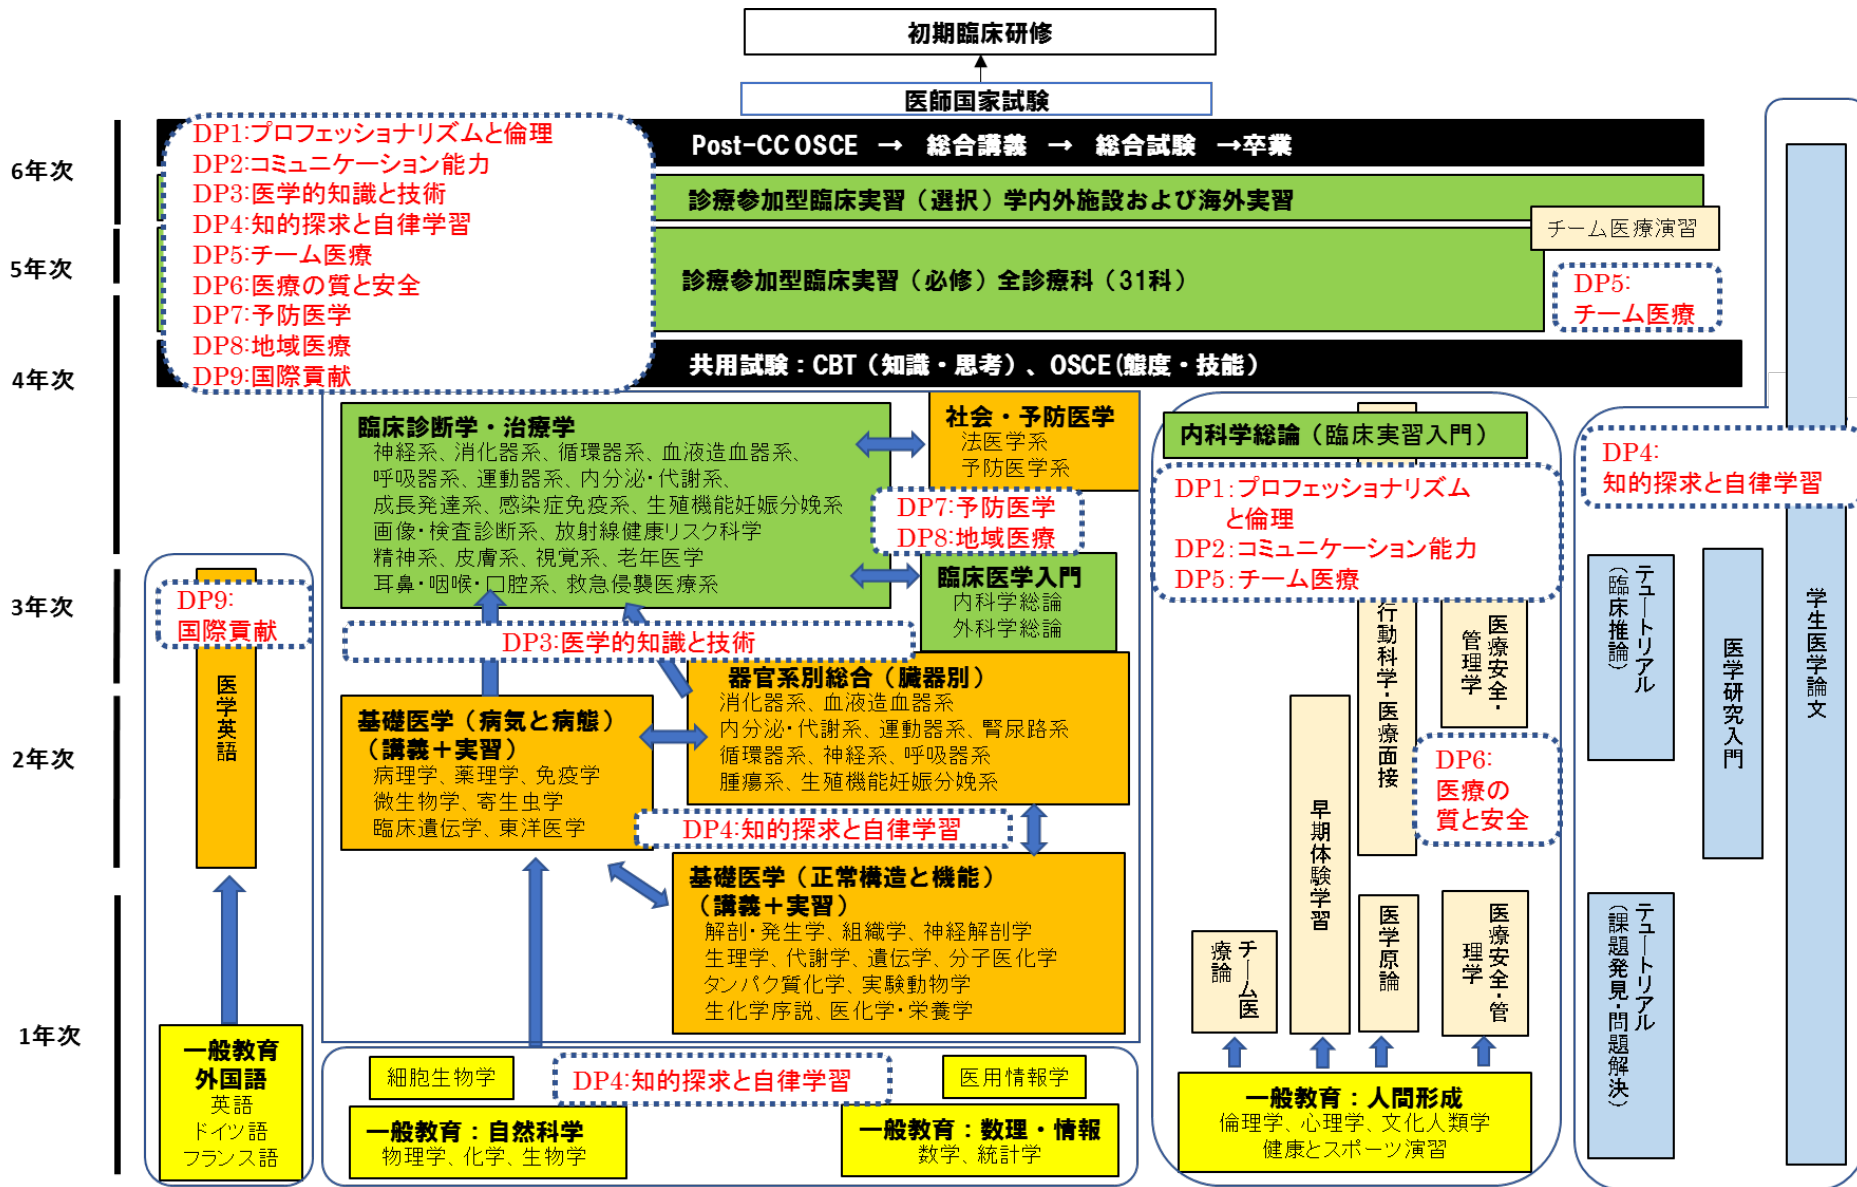 初期臨床研修
医師国家試験
6年次
5年次
4年次
3年次
2年次
1年次
DP1:プロフェッショナリズムと倫理
DP2:コミュニケーション能力
DP3:医学的知識と技術
DP4:知的探求と自律学習
DP5:チーム医療
DP6:医療の質と安全
DP7:予防医学
DP8:地域医療
DP9:国際貢献
Post-CC OSCE → 総合講義 → 総合試験 →卒業
診療参加型臨床実習（選択）学内外施設および海外実習
チーム医療演習
診療参加型臨床実習（必修）全診療科（31科）
DP5:
チーム医療
共用試験：CBT（知識・思考）、OSCE(態度・技能）
臨床診断学・治療学
神経系、消化器系、循環器系、血液造血器系、
呼吸器系、運動器系、内分泌・代謝系、
成長発達系、感染症免疫系、生殖機能妊娠分娩系
画像・検査診断系、放射線健康リスク科学
精神系、皮膚系、視覚系、老年医学
耳鼻・咽喉・口腔系、救急侵襲医療系
社会・予防医学
法医学系
予防医学系
DP7:予防医学
DP8:地域医療
臨床医学入門
内科学総論
外科学総論
DP3:医学的知識と技術
器官系別総合（臓器別）
消化器系、血液造血器系
内分泌・代謝系、運動器系、腎尿路系
循環器系、神経系、呼吸器系
腫瘍系、生殖機能妊娠分娩系
基礎医学（病気と病態）
（講義＋実習）
病理学、薬理学、免疫学
微生物学、寄生虫学
臨床遺伝学、東洋医学
DP4:知的探求と自律学習
基礎医学（正常構造と機能）
（講義＋実習）
解剖・発生学、組織学、神経解剖学
生理学、代謝学、遺伝学、分子医化学
タンパク質化学、実験動物学
生化学序説、医化学・栄養学
DP9:
国際貢献
医学英語
一般教育
外国語
英語
ドイツ語
フランス語
細胞生物学
DP4:知的探求と自律学習
医用情報学
一般教育：自然科学
物理学、化学、生物学
一般教育：数理・情報
数学、統計学
内科学総論（臨床実習入門）
DP1:プロフェッショナリズム
と倫理
DP2:コミュニケーション能力
DP5:チーム医療
行動科学・医療面接
医療安全・
管理学
DP6:
医療の
質と安全
早期体験学習
チーム医
療論
医学原論
医療安全・管
理学
一般教育：人間形成
倫理学、心理学、文化人類学
健康とスポーツ演習
DP4:
知的探求と自律学習
テュートリアル
（臨床推論）
医学研究入門
学生医学論文
テュートリアル
（課題発見・問題解決）